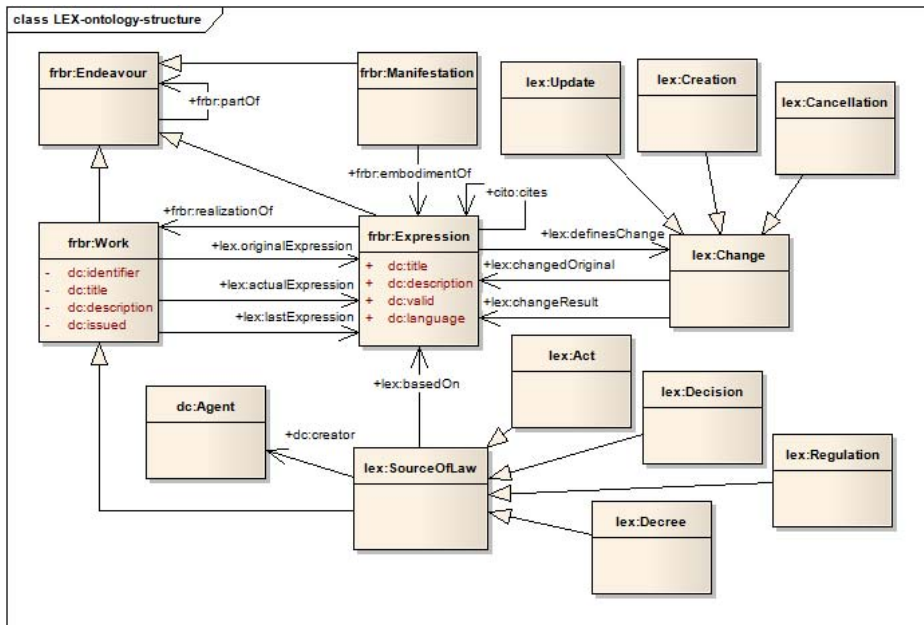 class LEX-ontology-structure
frbr:Endeavour
+frbr:partOf
frbr:Manifestation
lex:Update
lex:Creation
lex:Cancellation
+frbr:embodimentOf
+cito:cites
+frbr:realizationOf
frbr:Work
- dc:identifier
- dc:title
- dc:description
- dc:issued
+lex.originalExpression
+lex:actualExpression
+lex:lastExpression
frbr:Expression
+ dc:title
+ dc:description
+ dc:valid
+ dc:language
+lex:definesChange
+lex:changedOriginal
+lex:changeResult
lex:Change
+lex:basedOn
lex:Act
lex:Decision
dc:Agent
+dc:creator
lex:SourceOfLaw
lex:Regulation
lex:Decree